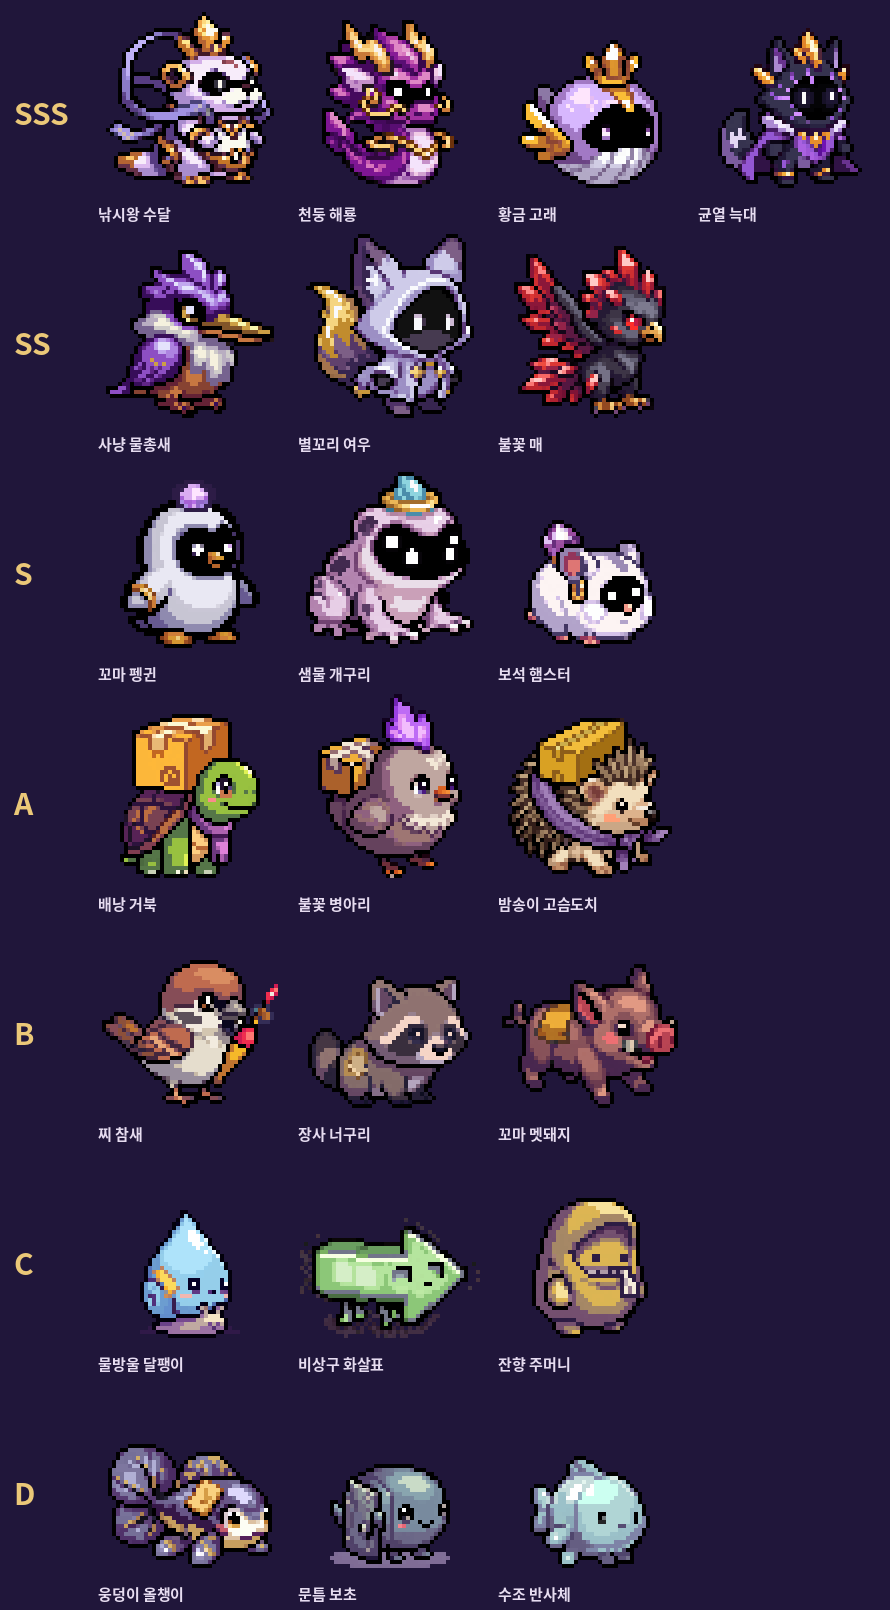 SSS
낚시왕 수달
천둥 해룡
황금 고래
균열 늑대
SS
사냥 물총새
별꼬리 여우
불꽃 매
S
꼬마 펭귄
샘물 개구리
보석 햄스터
A
배낭 거북
불꽃 병아리
밤송이 고슴도치
B
찌 참새
장사 너구리
꼬마 멧돼지
C
물방울 달팽이
비상구 화살표
잔향 주머니
D
웅덩이 올챙이
문틈 보초
수조 반사체